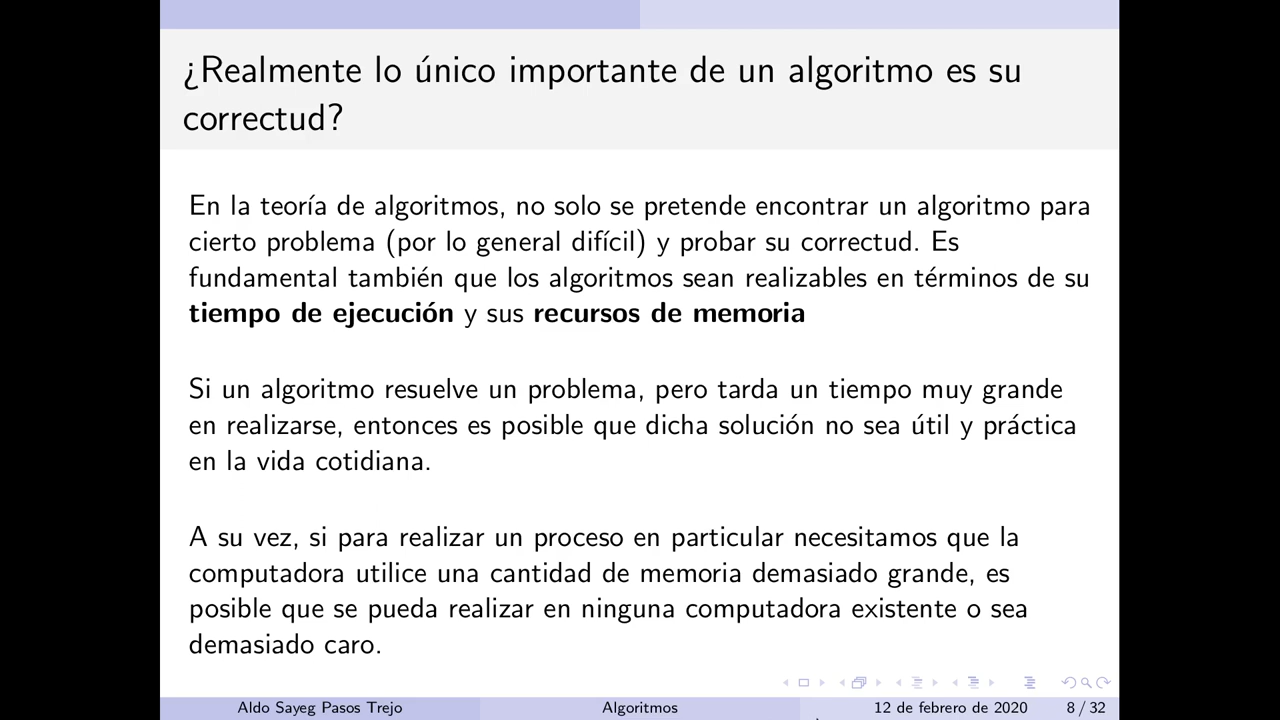 ¿Realmente lo único importante de un algoritmo es su
correctud?
En la teoría de algoritmos, no solo se pretende encontrar un algoritmo para
cierto problema (por lo general difícil) y probar su correctud. Es
fundamental también que los algoritmos sean realizables en términos de su
tiempo de ejecución y sus recursos de memoria
Si un algoritmo resuelve un problema, pero tarda un tiempo muy grande
en realizarse, entonces es posible que dicha solución no sea útil y práctica
en la vida cotidiana.
A su vez, si para realizar un proceso en particular necesitamos que la
computadora utilice una cantidad de memoria demasiado grande, es
posible que se pueda realizar en ninguna computadora existente o sea
demasiado caro.
Aldo Sayeg Pasos Trejo Algoritmos 12 de febrero de 2020 8 / 32